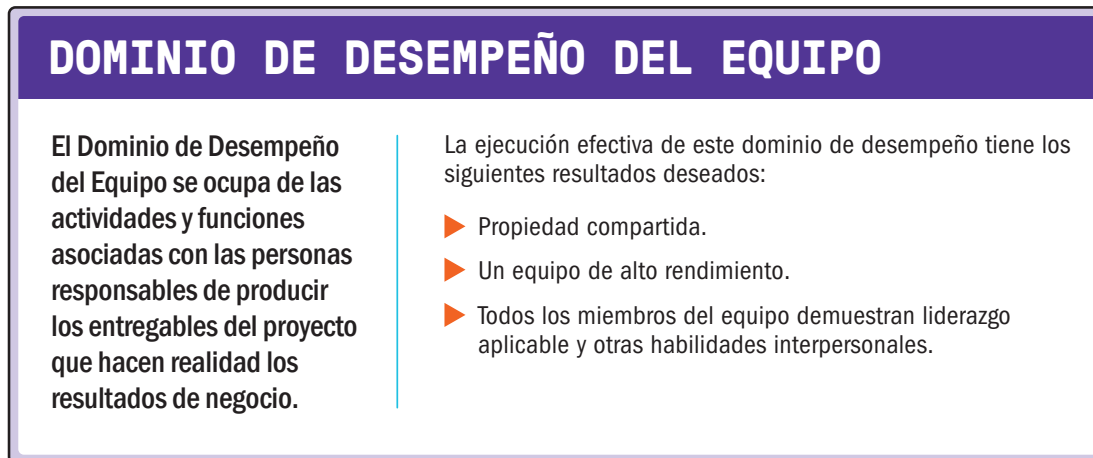 DOMINIO DE DESEMPEÑO DEL EQUIPO
El Dominio de Desempeño
del Equipo se ocupa de las
actividades y funciones
asociadas con las personas
responsables de producir
los entregables del proyecto
que hacen realidad los
resultados de negocio.
La ejecución efectiva de este dominio de desempeño tiene los
siguientes resultados deseados:
▶ Propiedad compartida.
▶ Un equipo de alto rendimiento.
▶ Todos los miembros del equipo demuestran liderazgo
aplicable y otras habilidades interpersonales.